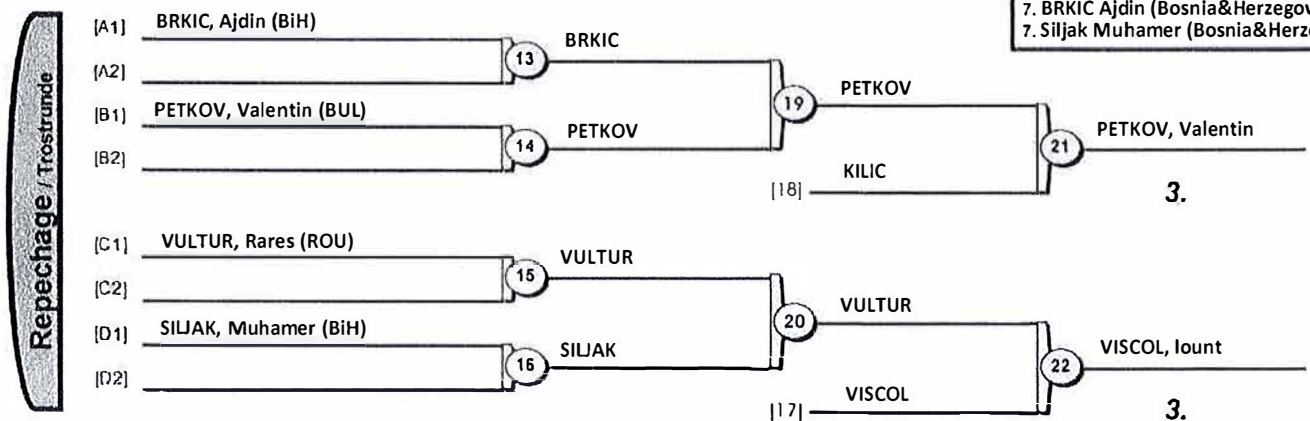 7. BRKIC Ajdin (Bosnia&Herzegov
7. Siljak Muhamer (Bosnia&Herze
Repechage / Trostrunde
[A1] BRKIC, Ajdin (BiH)
13 BRKIC
[A2]
19 PETKOV
[B1] PETKOV, Valentin (BUL)
14 PETKOV
[B2]
21 PETKOV, Valentin
[18] KILIC
3.
[C1] VULTUR, Rares (ROU)
15 VULTUR
[C2]
20 VULTUR
[D1] SILJAK, Muhamer (BiH)
16 SILJAK
[D2]
22 VISCOL, Iount
[17] VISCOL
3.